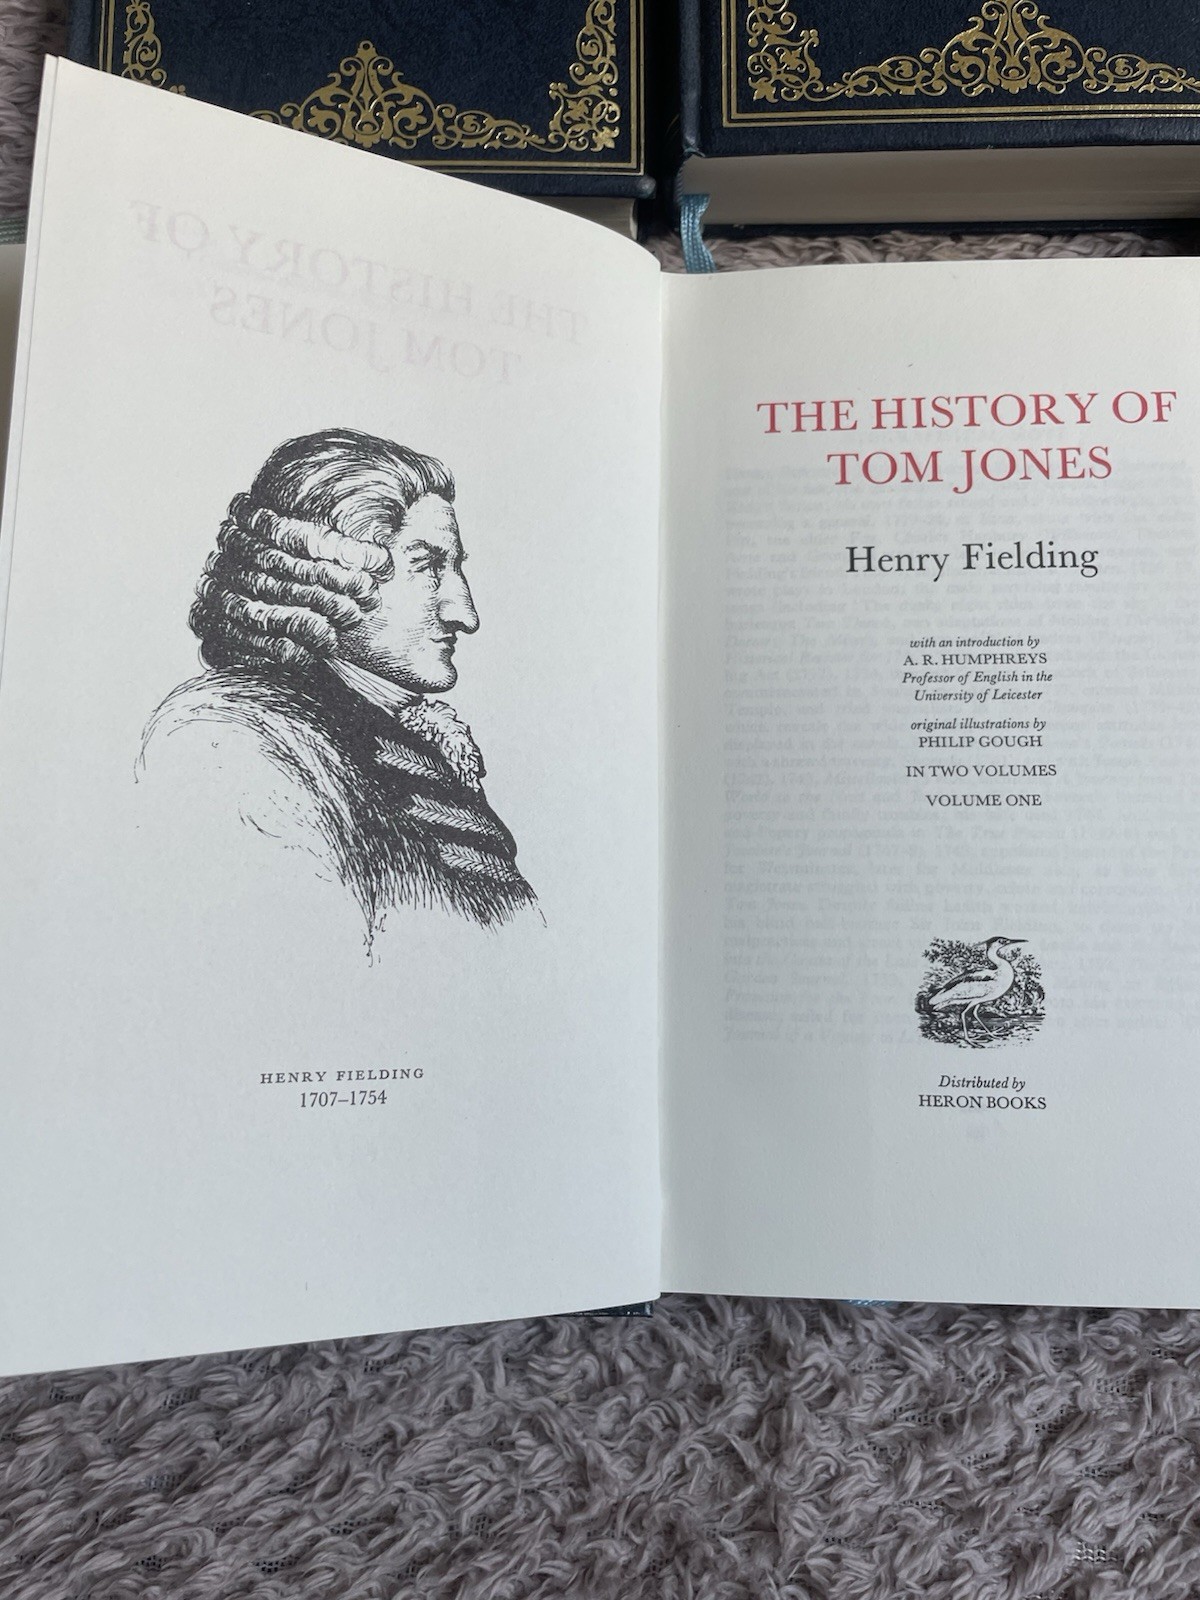 HENRY FIELDING
1707–1754
THE HISTORY OF
TOM JONES
Henry Fielding
with an introduction by
A. R. HUMPHREYS
Professor of English in the
University of Leicester
original illustrations by
PHILIP GOUGH
IN TWO VOLUMES
VOLUME ONE
Distributed by
HERON BOOKS